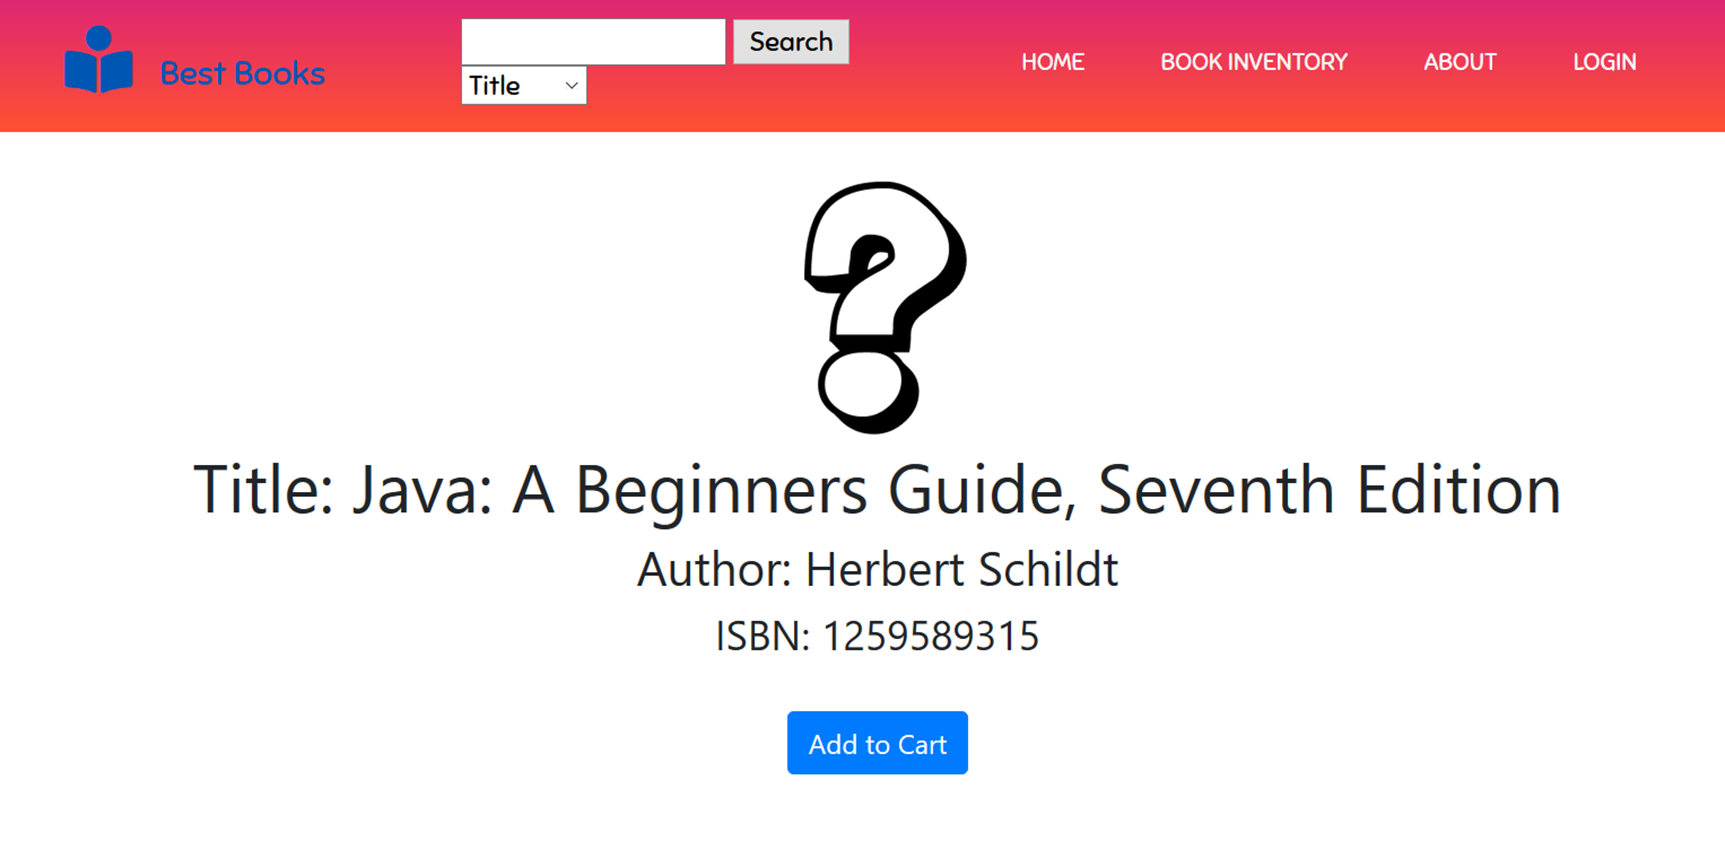 Best Books
Search
Title
HOME
BOOK INVENTORY
ABOUT
LOGIN
?
Title: Java: A Beginners Guide, Seventh Edition
Author: Herbert Schildt
ISBN: 1259589315
Add to Cart